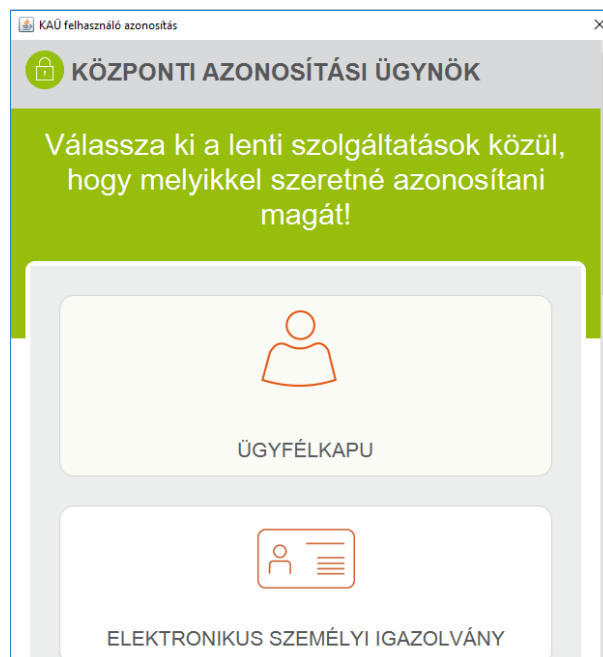 KAÜ felhasználó azonosítás
KÖZPONTI AZONOSÍTÁSI ÜGYNÖK
Válassza ki a lenti szolgáltatások közül,
hogy melyikkel szeretné azonosítani
magát!
ÜGYFÉLKAPU
ELEKTRONIKUS SZEMÉLYI IGAZOLVÁNY